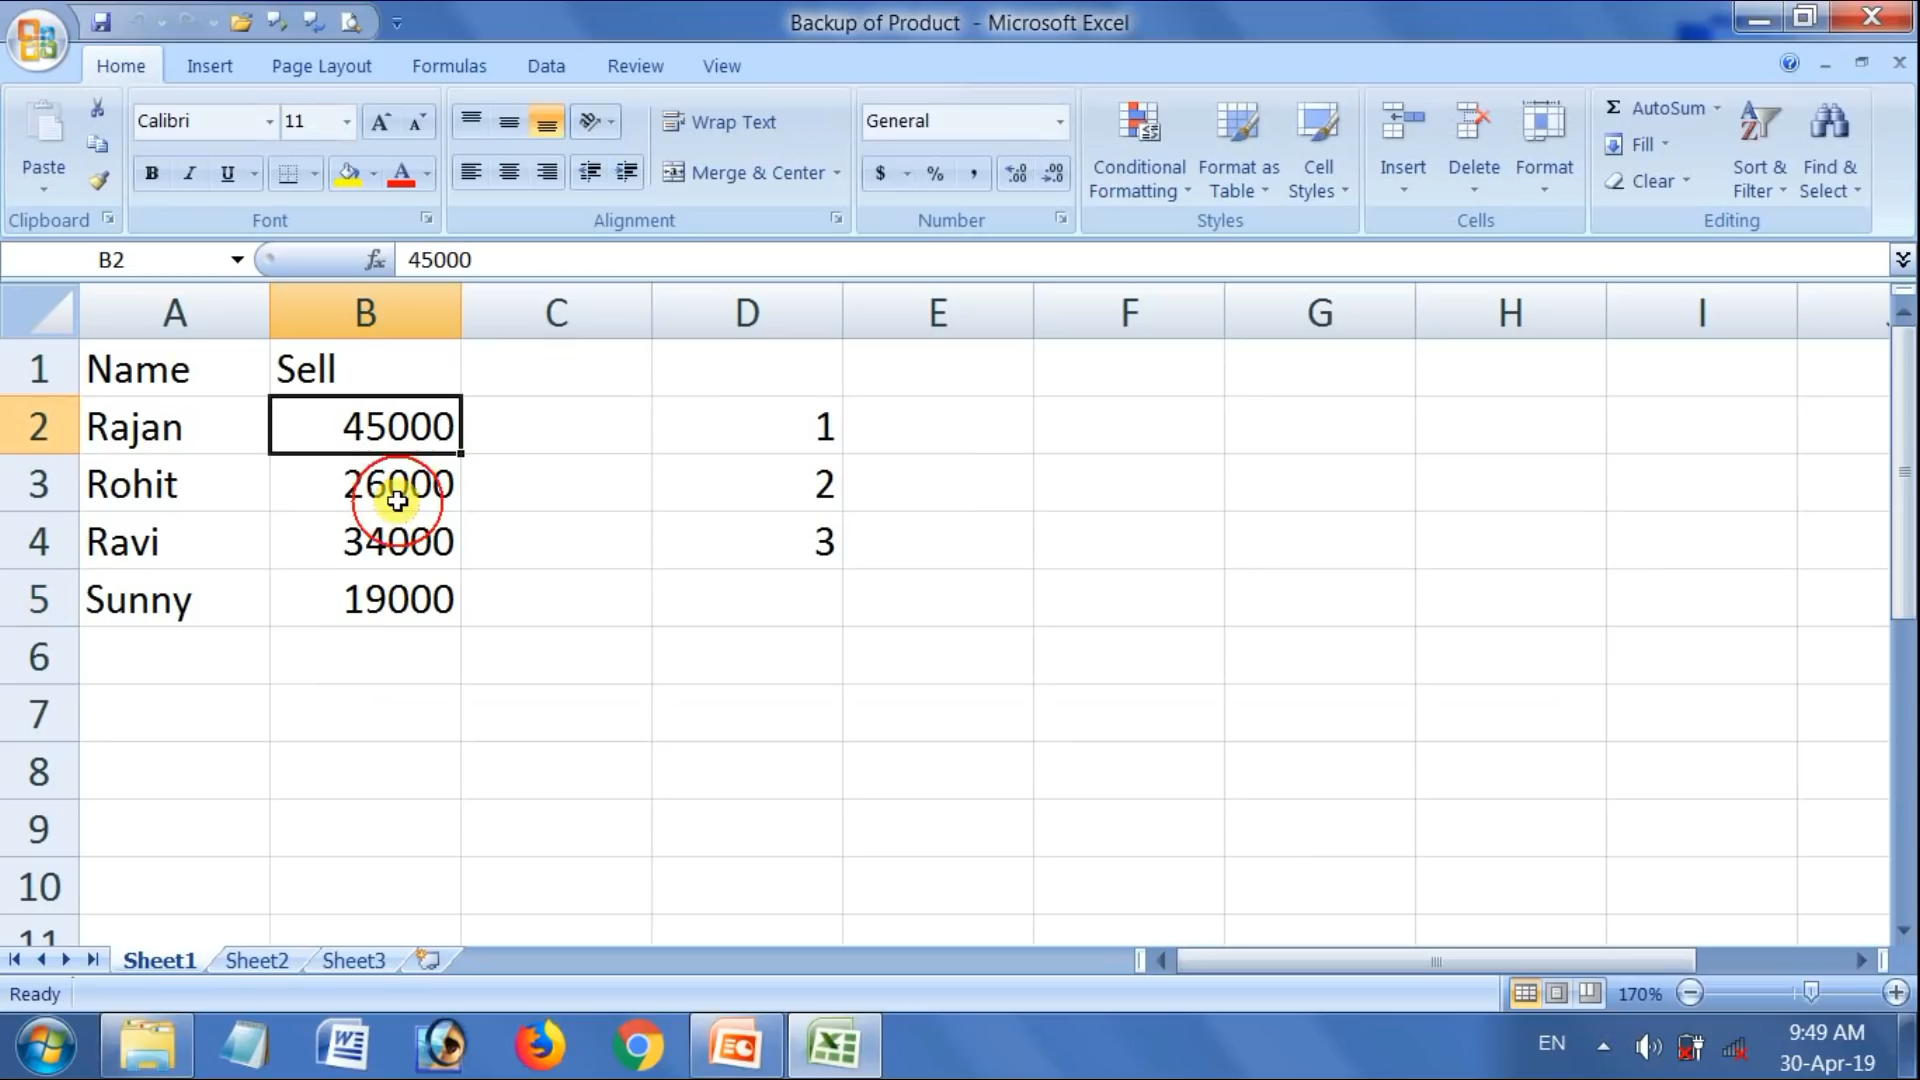 Backup of Product - Microsoft Excel
Home Insert Page Layout Formulas Data Review View
Paste
Clipboard
Calibri 11
B I U
Font
Wrap Text
Merge & Center
Alignment
General
$ % , .00 .00
Number
Conditional Formatting
Format as Table
Cell Styles
Styles
Insert Delete Format
Cells
Σ AutoSum
Fill
Clear
Sort & Filter
Find & Select
Editing
B2 fx 45000
A B C D E F G H I
1 Name Sell
2 Rajan 45000 1
3 Rohit 26000 2
4 Ravi 34000 3
5 Sunny 19000
6
7
8
9
10
11
Sheet1 Sheet2 Sheet3
Ready 170%
EN 9:49 AM
30-Apr-19